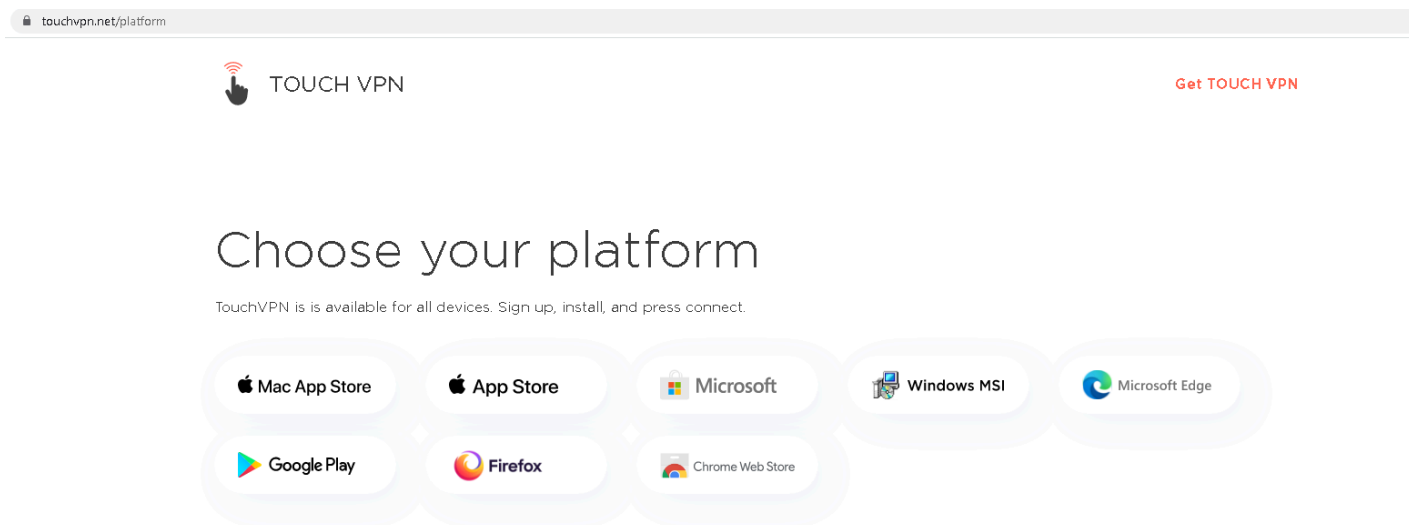 touchvpn.net/platform
TOUCH VPN
Get TOUCH VPN
Choose your platform
TouchVPN is is available for all devices. Sign up, install, and press connect.
Mac App Store
App Store
Microsoft
Windows MSI
Microsoft Edge
Google Play
Firefox
Chrome Web Store